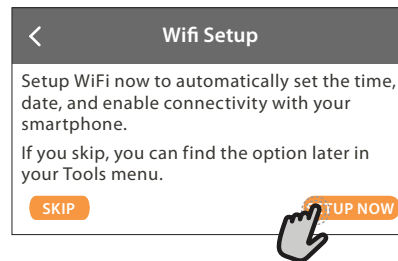 Wifi Setup
Setup WiFi now to automatically set the time,
date, and enable connectivity with your
smartphone.
If you skip, you can find the option later in
your Tools menu.
SKIP TUP NOW